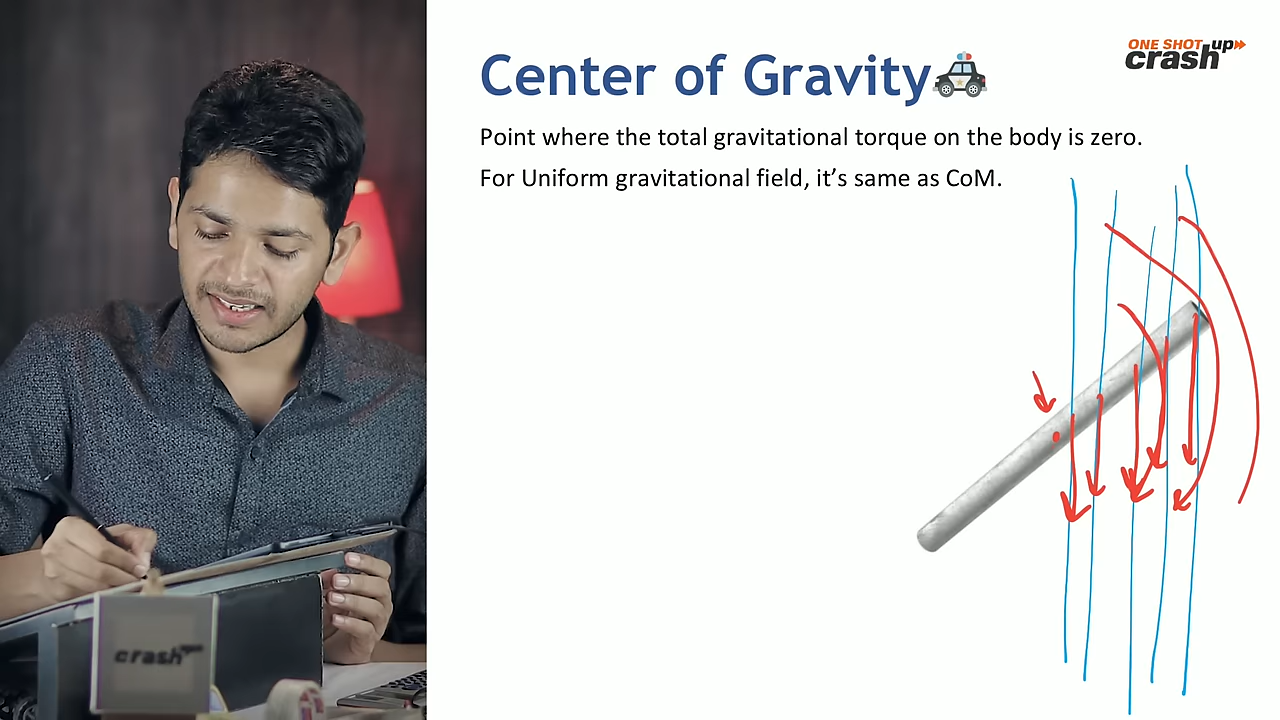 Center of Gravity
ONE SHOT
crash up
Point where the total gravitational torque on the body is zero.
For Uniform gravitational field, it’s same as CoM.
crash